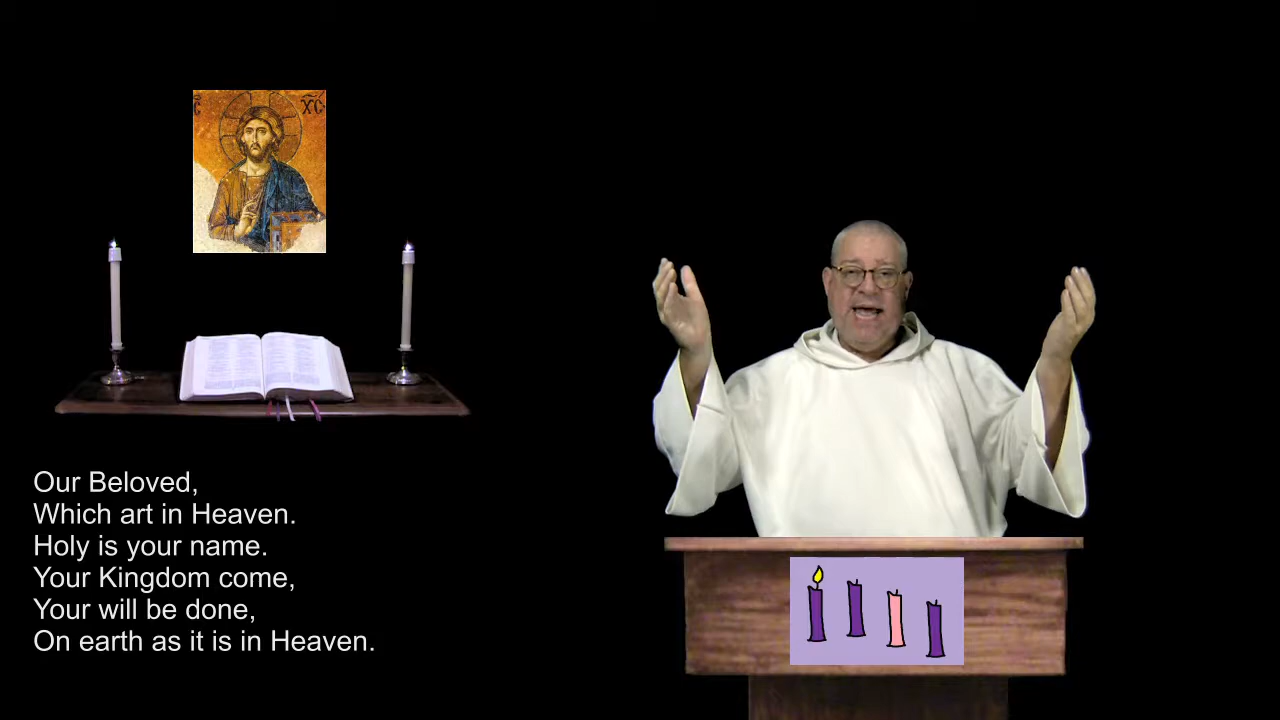 XC
Our Beloved,
Which art in Heaven.
Holy is your name.
Your Kingdom come,
Your will be done,
On earth as it is in Heaven.